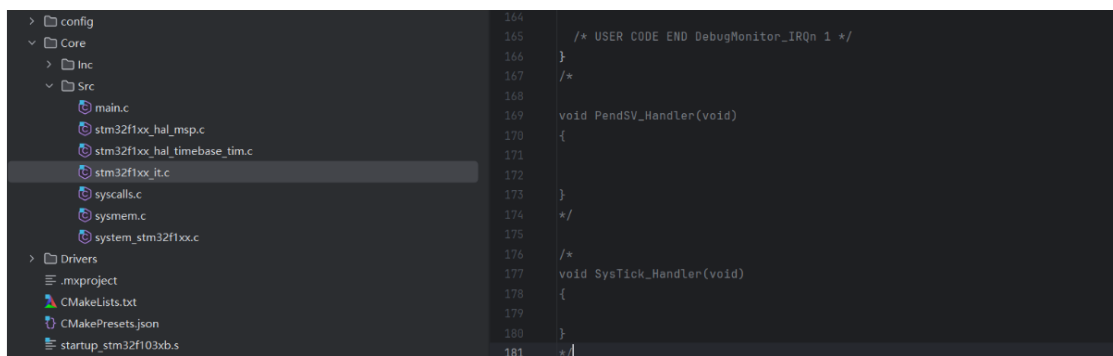 config
Core
Inc
Src
main.c
stm32f1xx_hal_msp.c
stm32f1xx_hal_timebase_tim.c
stm32f1xx_it.c
syscalls.c
sysmem.c
system_stm32f1xx.c
Drivers
.mxproject
CMakeLists.txt
CMakePresets.json
startup_stm32f103xb.s
164
165 /* USER CODE END DebugMonitor_IRQn 1 */
166 }
167 /*
168
169 void PendSV_Handler(void)
170 {
171
172
173 }
174 */
175
176 /*
177 void SysTick_Handler(void)
178 {
179
180 }
181 */